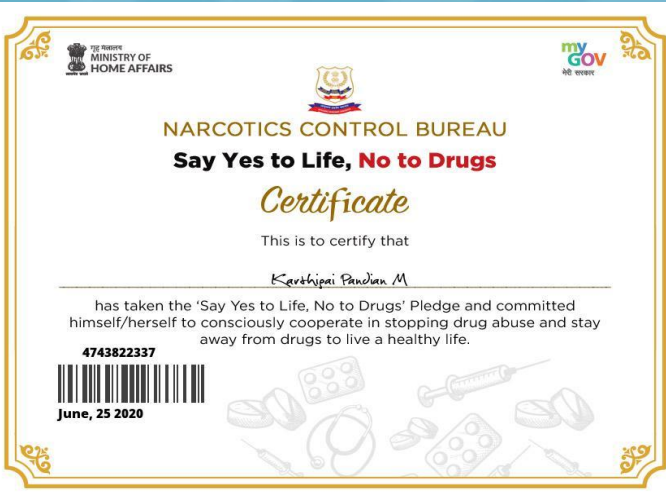 गृह मंत्रालय
MINISTRY OF
HOME AFFAIRS
my
GOV
मेरी सरकार
NARCOTICS CONTROL BUREAU
Say Yes to Life, No to Drugs
Certificate
This is to certify that
Karthipai Pandian M
has taken the ‘Say Yes to Life, No to Drugs’ Pledge and committed
himself/herself to consciously cooperate in stopping drug abuse and stay
away from drugs to live a healthy life.
4743822337
June, 25 2020